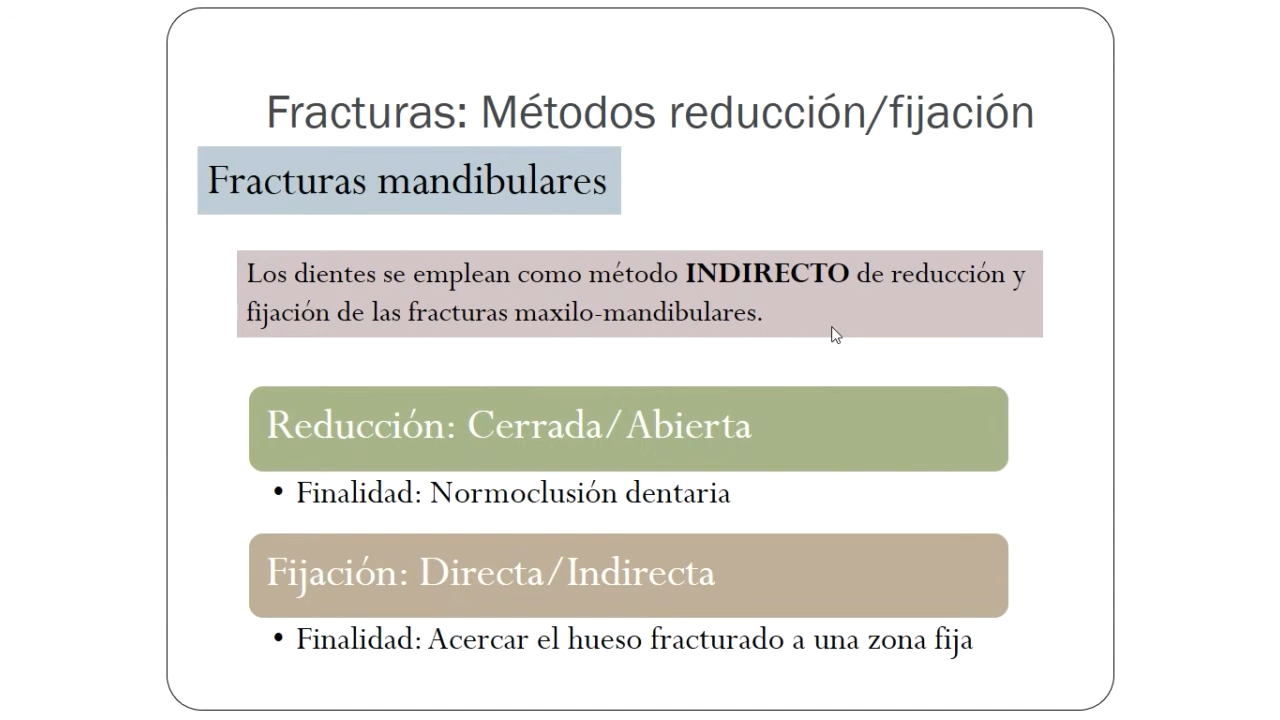 Fracturas: Métodos reducción/fijación
Fracturas mandibulares
Los dientes se emplean como método INDIRECTO de reducción y
fijación de las fracturas maxilo-mandibulares.
Reducción: Cerrada/Abierta
• Finalidad: Normoclusión dentaria
Fijación: Directa/Indirecta
• Finalidad: Acercar el hueso fracturado a una zona fija